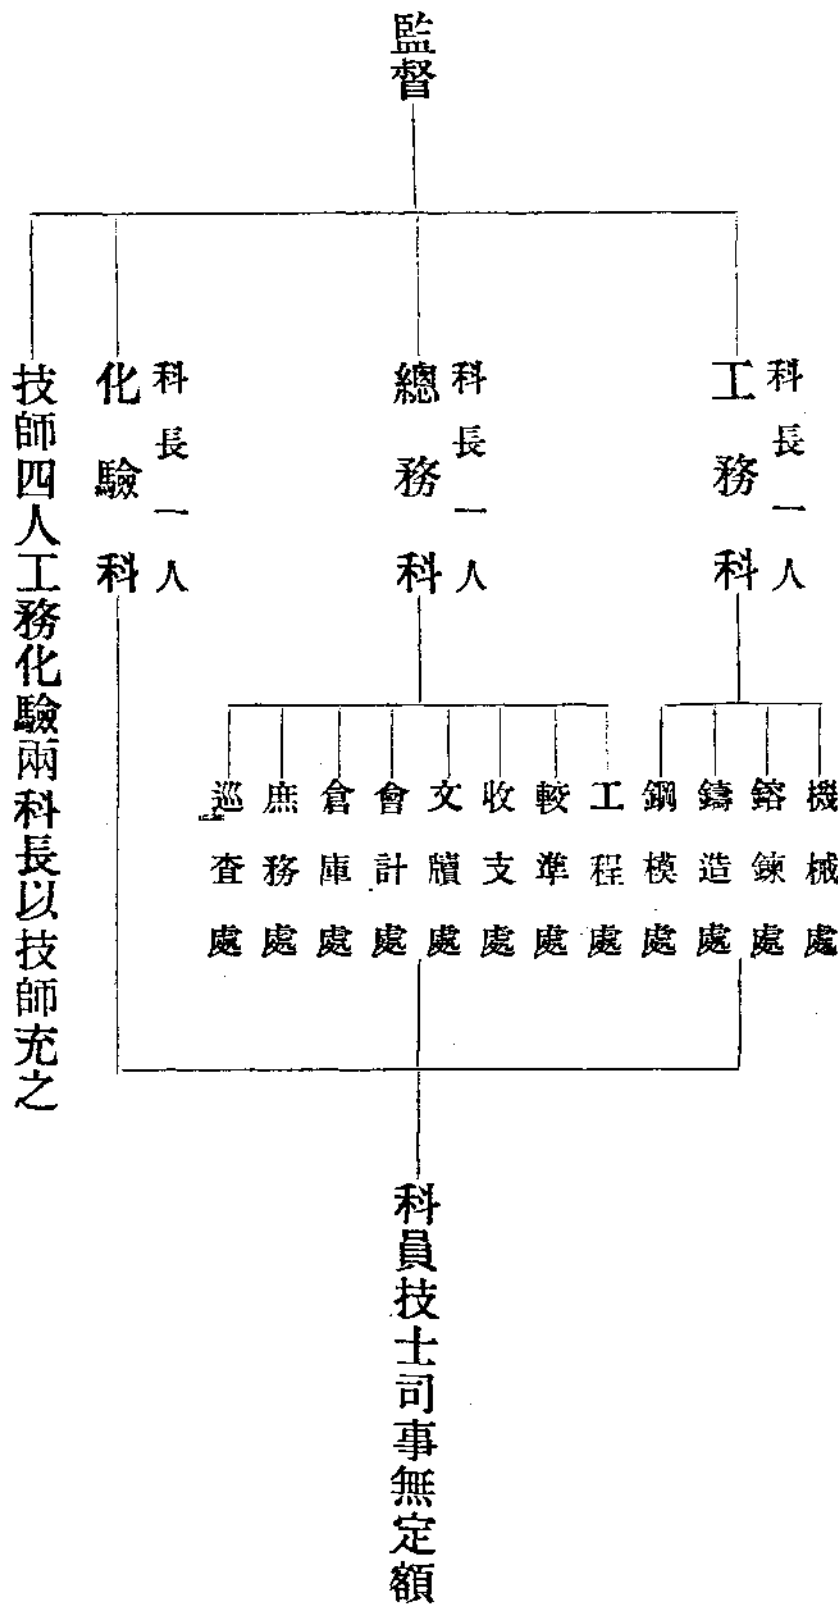 監督
科長一人
工務科
科長一人
總務科
科長一人
化驗科
技師四人工務化驗兩科長以技師充之
機械處
鎔鍊處
鑄造處
鋼模處
工程處
較準處
收支處
文牘處
會計處
倉庫處
庶務處
巡查處
科員技士司事無定額